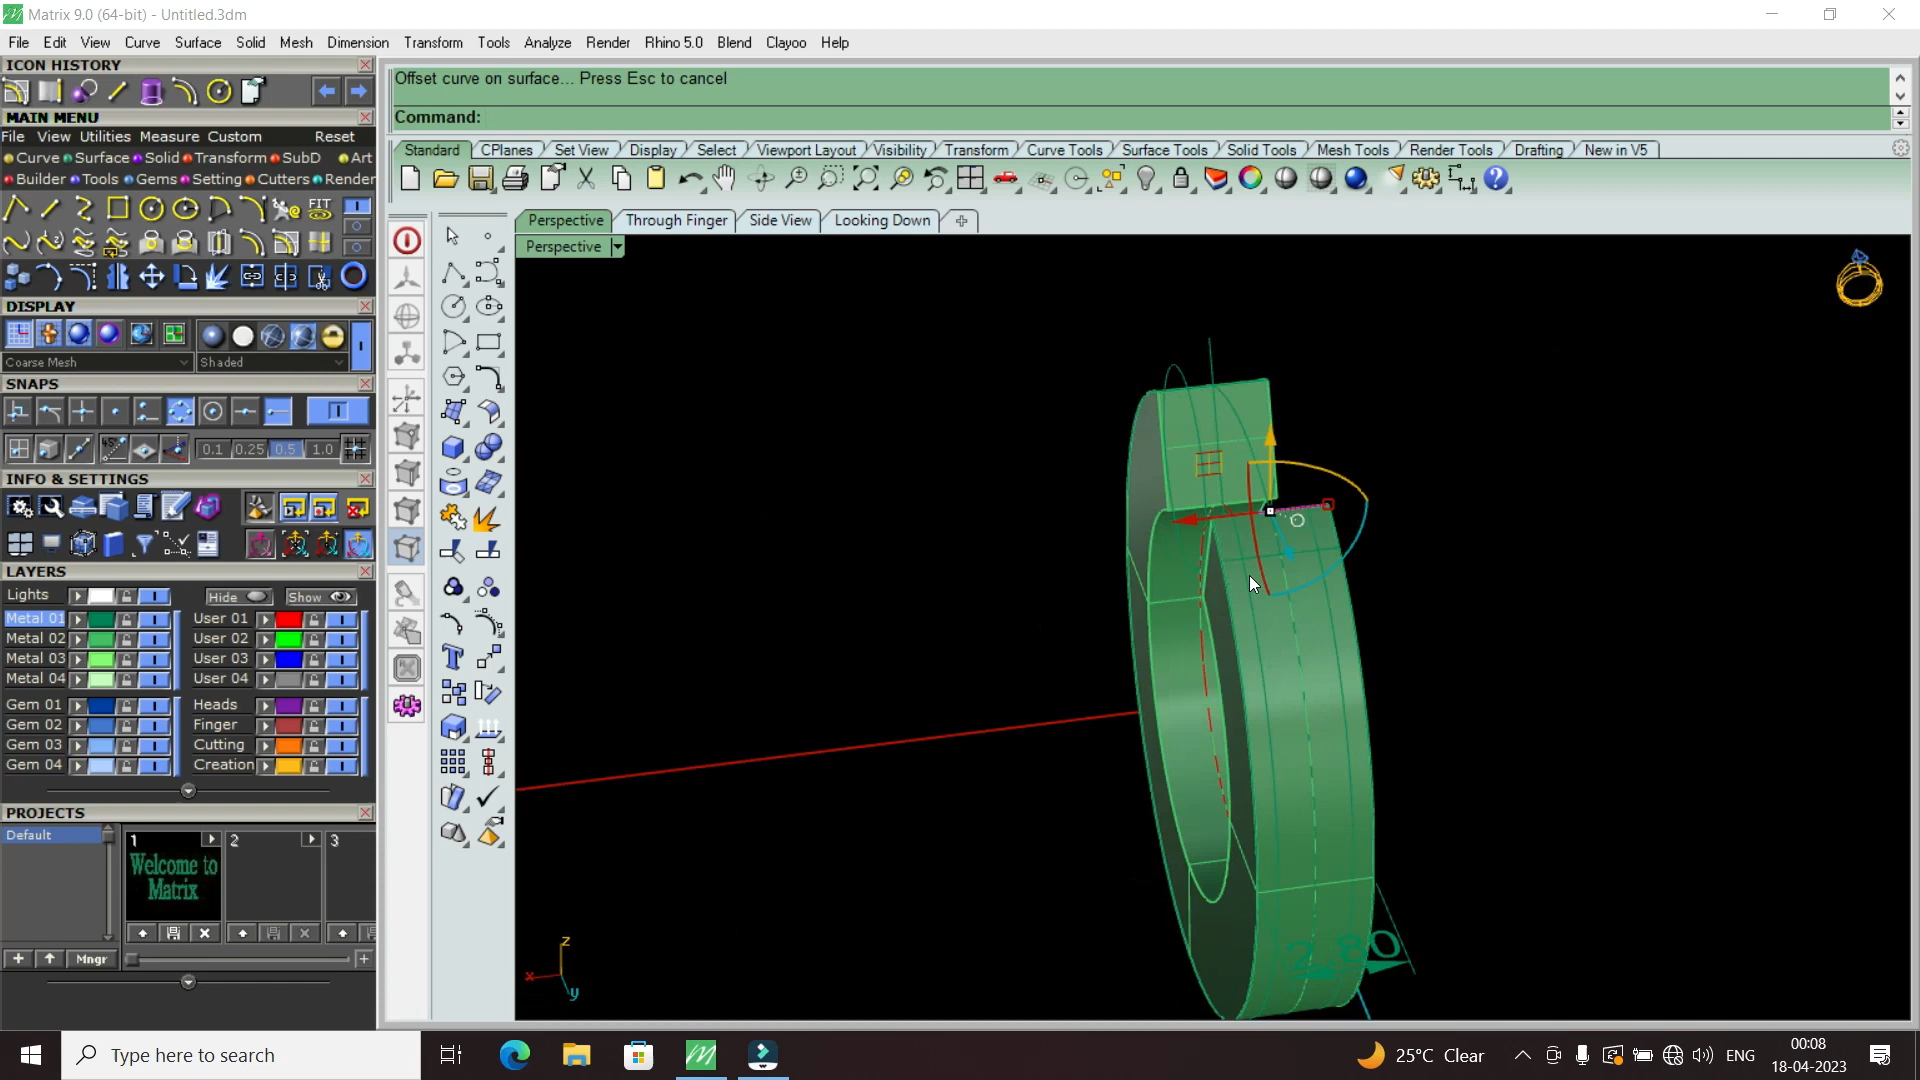 Matrix 9.0 (64-bit) - Untitled.3dm
File Edit View Curve Surface Solid Mesh Dimension Transform Tools Analyze Render Rhino 5.0 Blend Clayoo Help
ICON HISTORY
Offset curve on surface... Press Esc to cancel
Command:
MAIN MENU
File View Utilities Measure Custom Reset
Curve Surface Solid Transform SubD Art
Builder Tools Gems Setting Cutters Render
FIT
Standard CPlanes Set View Display Select Viewport Layout Visibility Transform Curve Tools Surface Tools Solid Tools Mesh Tools Render Tools Drafting New in V5
Perspective Through Finger Side View Looking Down
Perspective
DISPLAY
Coarse Mesh Shaded
SNAPS
45°
0.1 0.25 0.5 1.0
INFO & SETTINGS
LAYERS
Lights Hide Show
Metal 01 User 01
Metal 02 User 02
Metal 03 User 03
Metal 04 User 04
Gem 01 Heads
Gem 02 Finger
Gem 03 Cutting
Gem 04 Creation
PROJECTS
Default
1 2 3
Welcome to
Matrix
Mngr
2.80
z
x
y
Type here to search
25°C Clear
ENG
00:08
18-04-2023